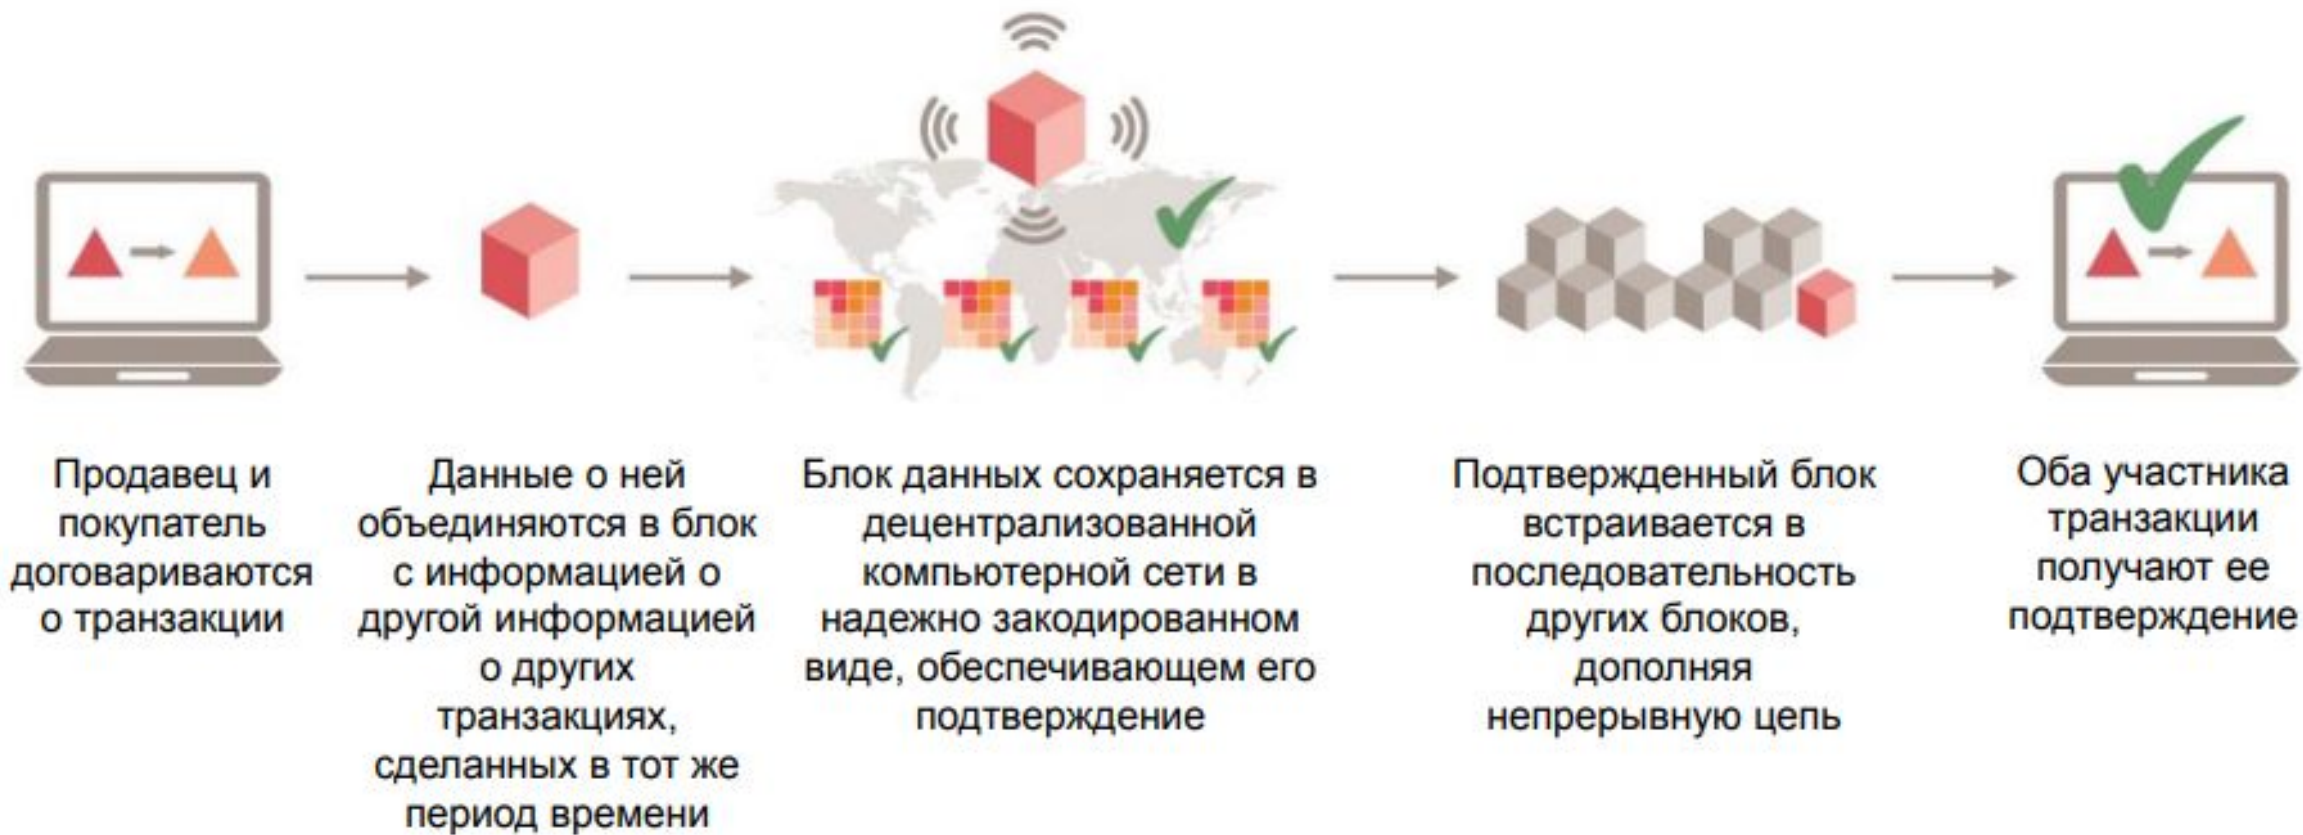 Продавец и
покупатель
договариваются
о транзакции
Данные о ней
объединяются в блок
с информацией о
другой информацией
о других
транзакциях,
сделанных в тот же
период времени
Блок данных сохраняется в
децентрализованной
компьютерной сети в
надежно закодированном
виде, обеспечивающем его
подтверждение
Подтвержденный блок
встраивается в
последовательность
других блоков,
дополняя
непрерывную цепь
Оба участника
транзакции
получают ее
подтверждение